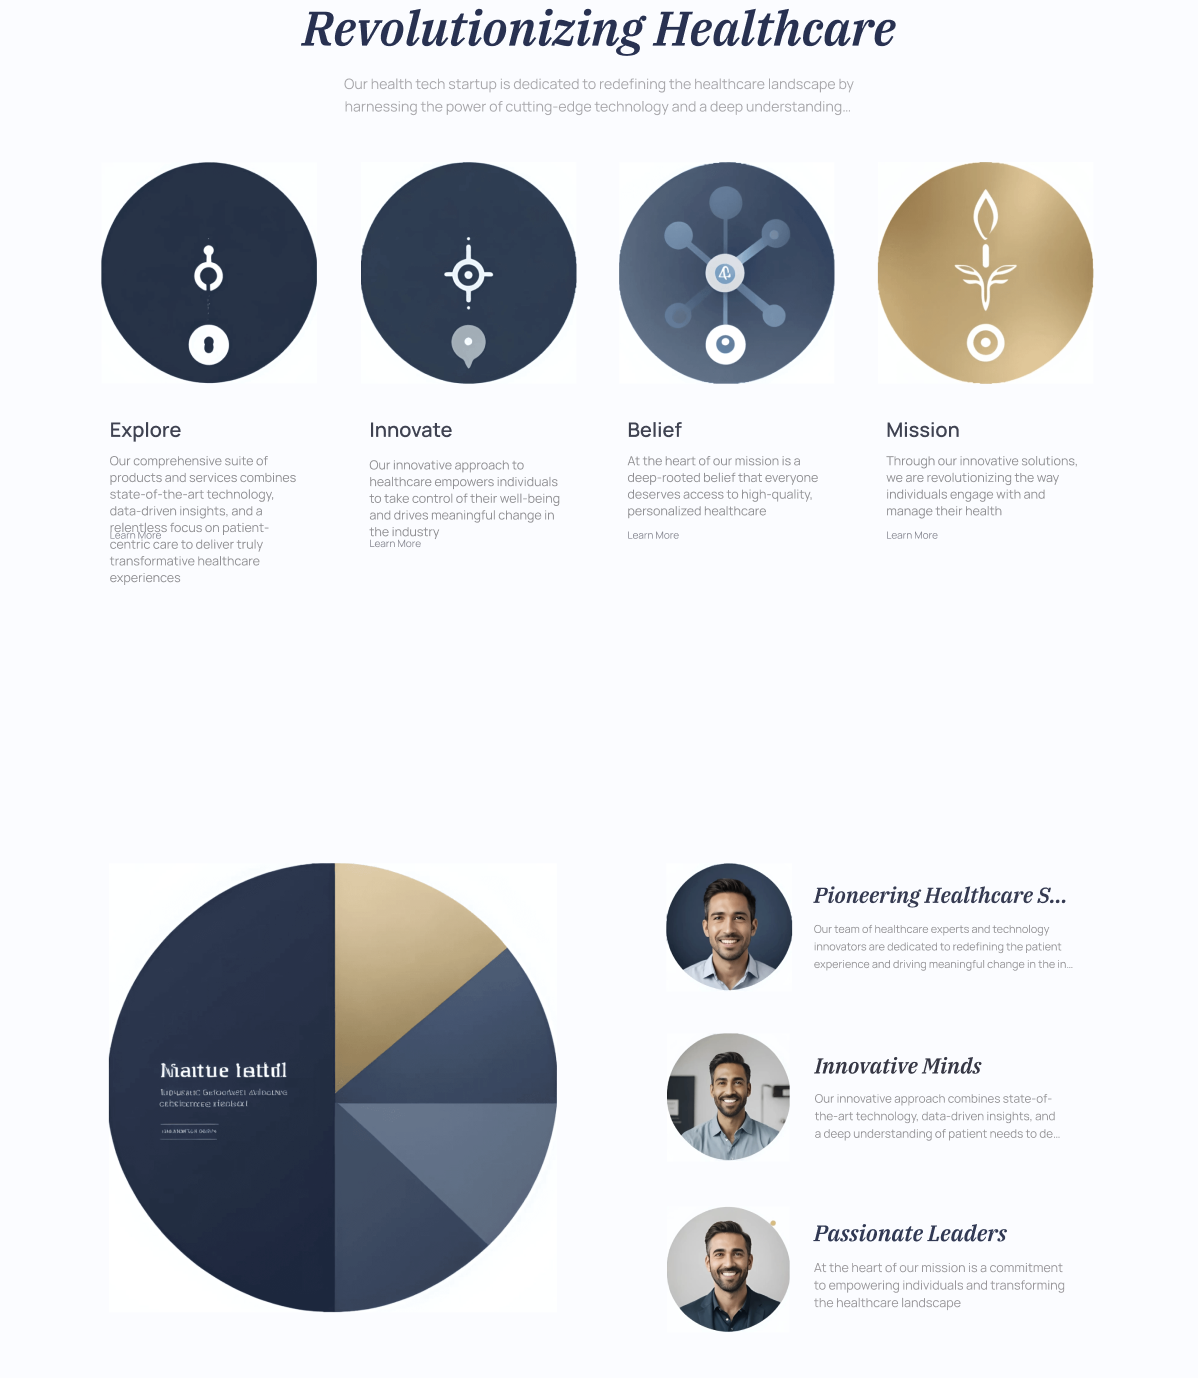 Revolutionizing Healthcare
Our health tech startup is dedicated to redefining the healthcare landscape by
harnessing the power of cutting-edge technology and a deep understanding...
Explore
Our comprehensive suite of
products and services combines
state-of-the-art technology,
data-driven insights, and a
relentless focus on patient-
centric care to deliver truly
transformative healthcare
experiences
Learn More
Innovate
Our innovative approach to
healthcare empowers individuals
to take control of their well-being
and drives meaningful change in
the industry
Learn More
Belief
At the heart of our mission is a
deep-rooted belief that everyone
deserves access to high-quality,
personalized healthcare
Learn More
Mission
Through our innovative solutions,
we are revolutionizing the way
individuals engage with and
manage their health
Learn More
Pioneering Healthcare S...
Our team of healthcare experts and technology
innovators are dedicated to redefining the patient
experience and driving meaningful change in the in...
Innovative Minds
Our innovative approach combines state-of-
the-art technology, data-driven insights, and
a deep understanding of patient needs to de...
Passionate Leaders
At the heart of our mission is a commitment
to empowering individuals and transforming
the healthcare landscape